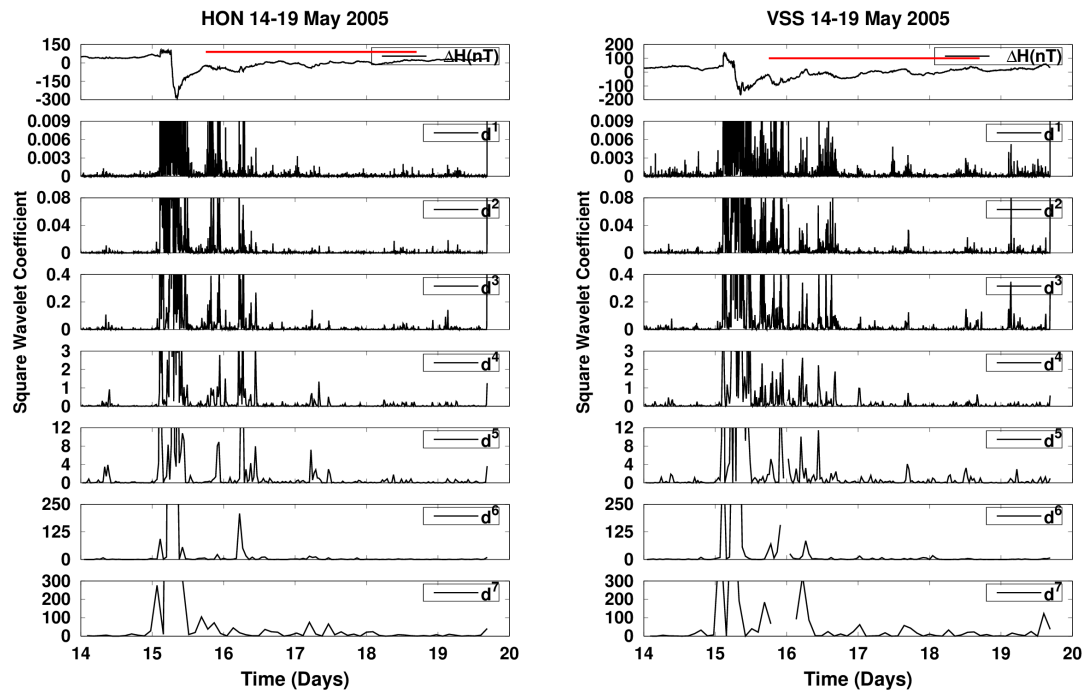 HON 14-19 May 2005
150
0
-150
-300
ΔH(nT)
0.009
0.006
0.003
0
d1
0.08
0.04
0
d2
0.4
0.2
0
d3
3
2
1
0
d4
12
8
4
0
d5
250
125
0
d6
300
200
100
0
d7
14 15 16 17 18 19 20
Time (Days)
Square Wavelet Coefficient
VSS 14-19 May 2005
200
100
0
-100
-200
ΔH(nT)
0.009
0.006
0.003
0
d1
0.08
0.04
0
d2
0.4
0.2
0
d3
3
2
1
0
d4
12
8
4
0
d5
250
125
0
d6
300
200
100
0
d7
14 15 16 17 18 19 20
Time (Days)
Square Wavelet Coefficient